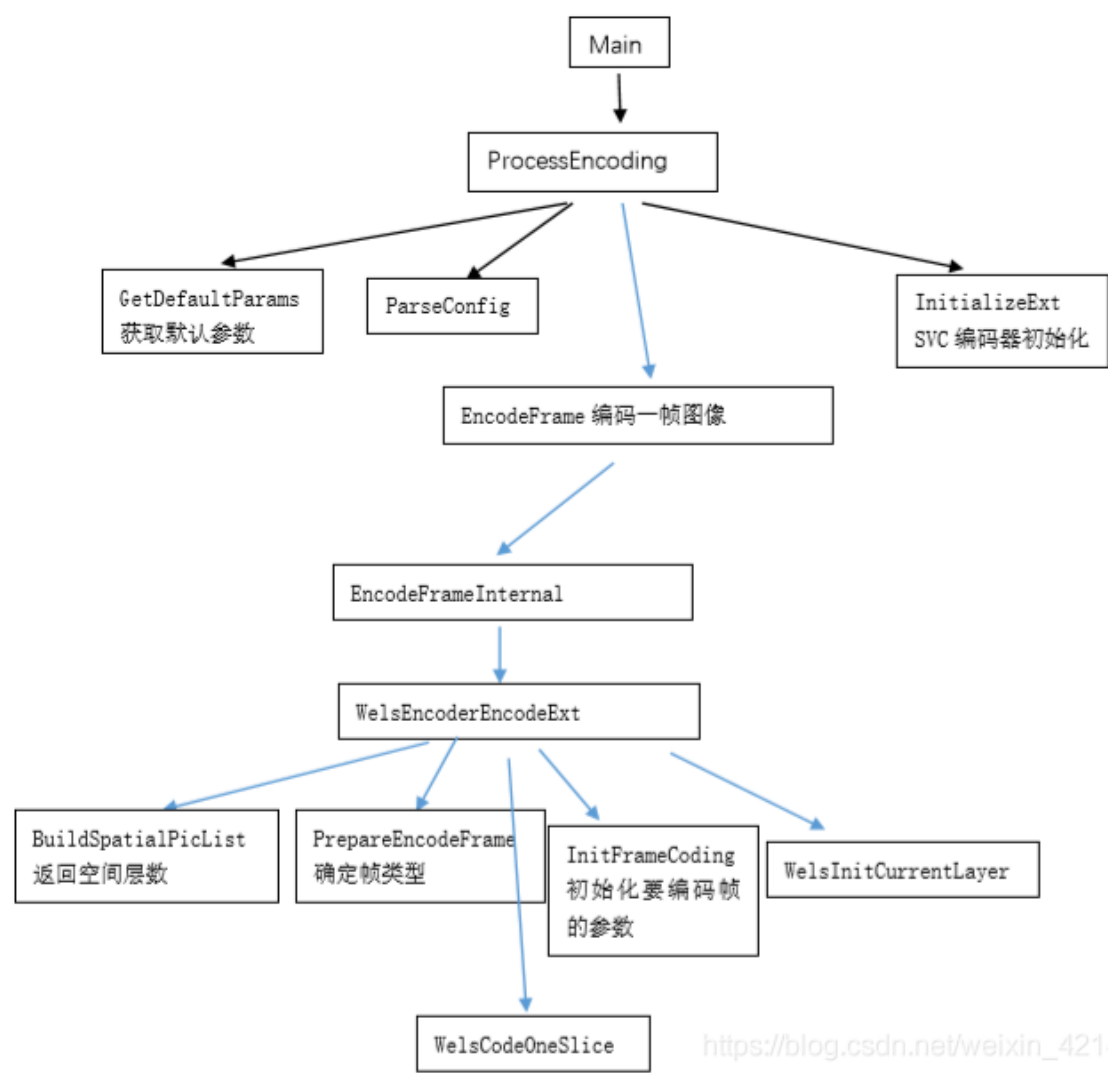 Main
ProcessEncoding
GetDefaultParams
获取默认参数
ParseConfig
InitializeExt
SVC 编码器初始化
EncodeFrame 编码一帧图像
EncodeFrameInternal
WelsEncoderEncodeExt
BuildSpatialPicList
返回空间层数
PrepareEncodeFrame
确定帧类型
InitFrameCoding
初始化要编码帧
的参数
WelsInitCurrentLayer
WelsCodeOneSlice
https://blog.csdn.net/weixin_421